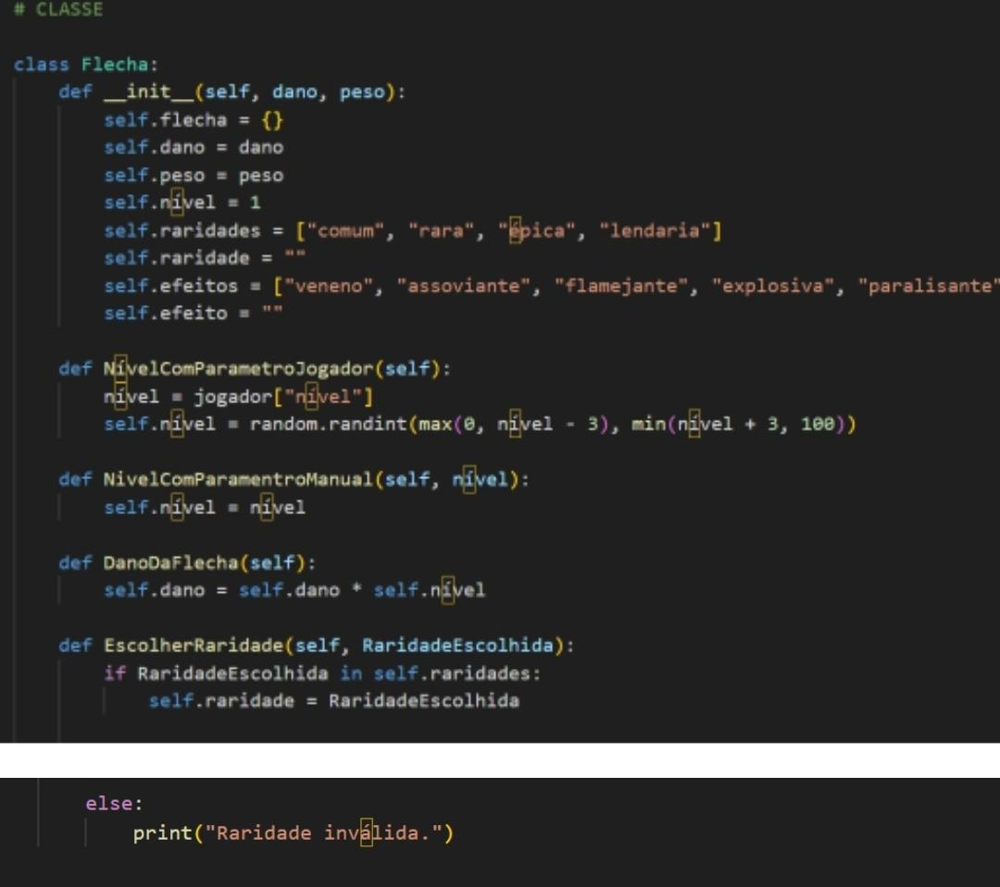 # CLASSE
class Flecha:
def __init__(self, dano, peso):
self.flecha = {}
self.dano = dano
self.peso = peso
self.nível = 1
self.raridades = ["comum", "rara", "épica", "lendaria"]
self.raridade = ""
self.efeitos = ["veneno", "assoviante", "flamejante", "explosiva", "paralisante"
self.efeito = ""
def NívelComParametroJogador(self):
nível = jogador["nível"]
self.nível = random.randint(max(0, nível - 3), min(nível + 3, 100))
def NivelComParamentroManual(self, nível):
self.nível = nível
def DanoDaFlecha(self):
self.dano = self.dano * self.nível
def EscolherRaridade(self, RaridadeEscolhida):
if RaridadeEscolhida in self.raridades:
self.raridade = RaridadeEscolhida
else:
print("Raridade inválida.")